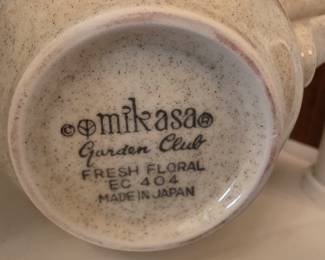 © mikasa®
Garden Club
FRESH FLORAL
EC 404
MADE IN JAPAN